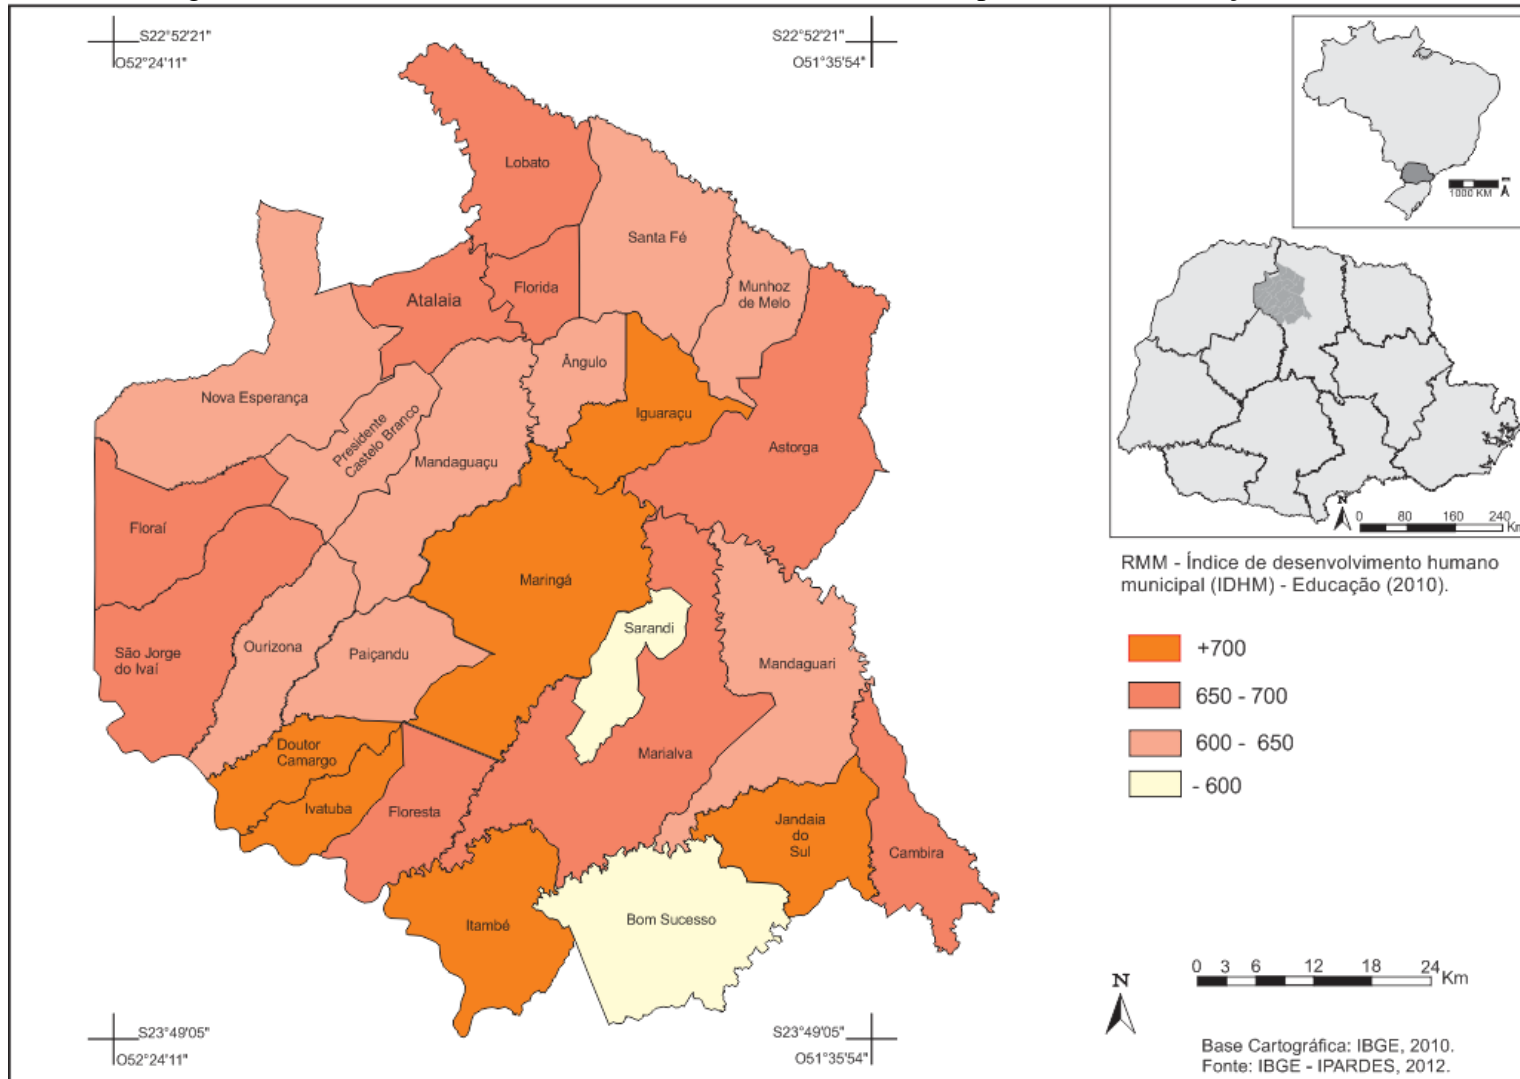 S22°52'21"
O52°24'11"
S22°52'21"
O51°35'54"
1000 KM
Lobato
Santa Fé
Florida
Munhoz
de Melo
Atalaia
Ângulo
Nova Esperança
Presidente
Castelo Branco
Iguaraçu
Astorga
Mandaguaçu
Floraí
Maringá
Sarandi
São Jorge
do Ivaí
Ourizona
Paiçandu
Mandaguari
Doutor
Camargo
Marialva
Ivatuba
Floresta
Jandaia
do
Sul
Cambira
Itambé
Bom Sucesso
N
0 80 160 240 Km
RMM - Índice de desenvolvimento humano
municipal (IDHM) - Educação (2010).
+700
650 - 700
600 - 650
- 600
N
0 3 6 12 18 24 Km
S23°49'05"
O52°24'11"
S23°49'05"
O51°35'54"
Base Cartográfica: IBGE, 2010.
Fonte: IBGE - IPARDES, 2012.